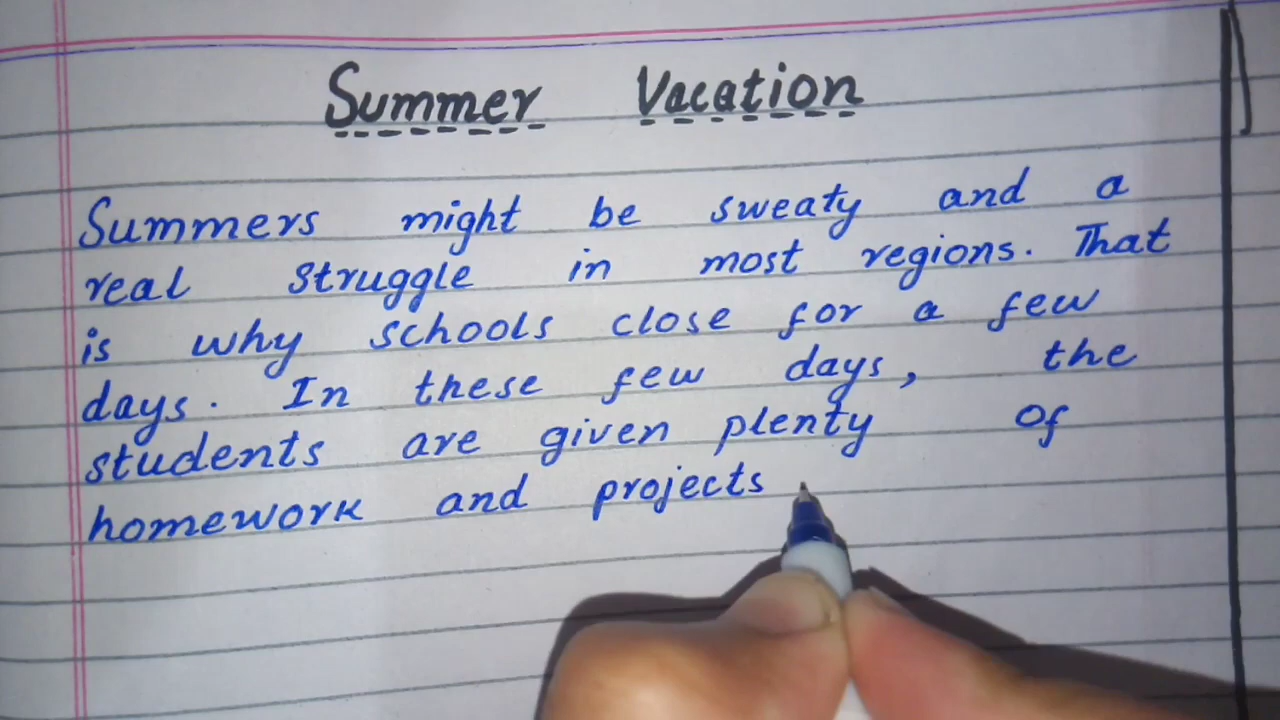 Summer Vacation
Summers might be sweaty and a
real struggle in most regions. That
is why schools close for a few
days. In these few days, the
students are given plenty of
homework and projects